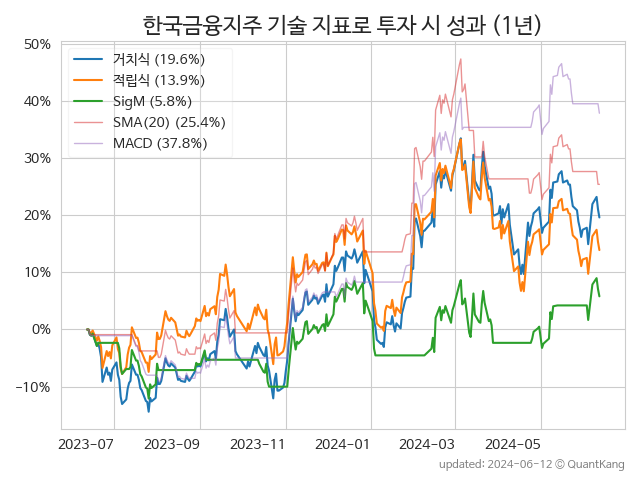 한국금융지주 기술 지표로 투자 시 성과 (1년)
50%
40%
30%
20%
10%
0%
−10%
거치식 (19.6%)
적립식 (13.9%)
SigM (5.8%)
SMA(20) (25.4%)
MACD (37.8%)
2023-07 2023-09 2023-11 2024-01 2024-03 2024-05
updated: 2024-06-12 © QuantKang